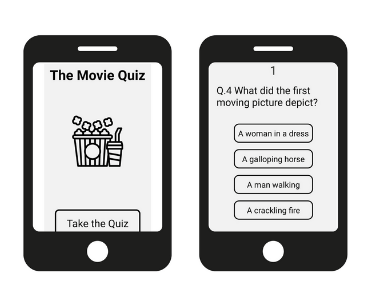 The Movie Quiz
Take the Quiz
1
Q.4 What did the first
moving picture depict?
A woman in a dress
A galloping horse
A man walking
A crackling fire